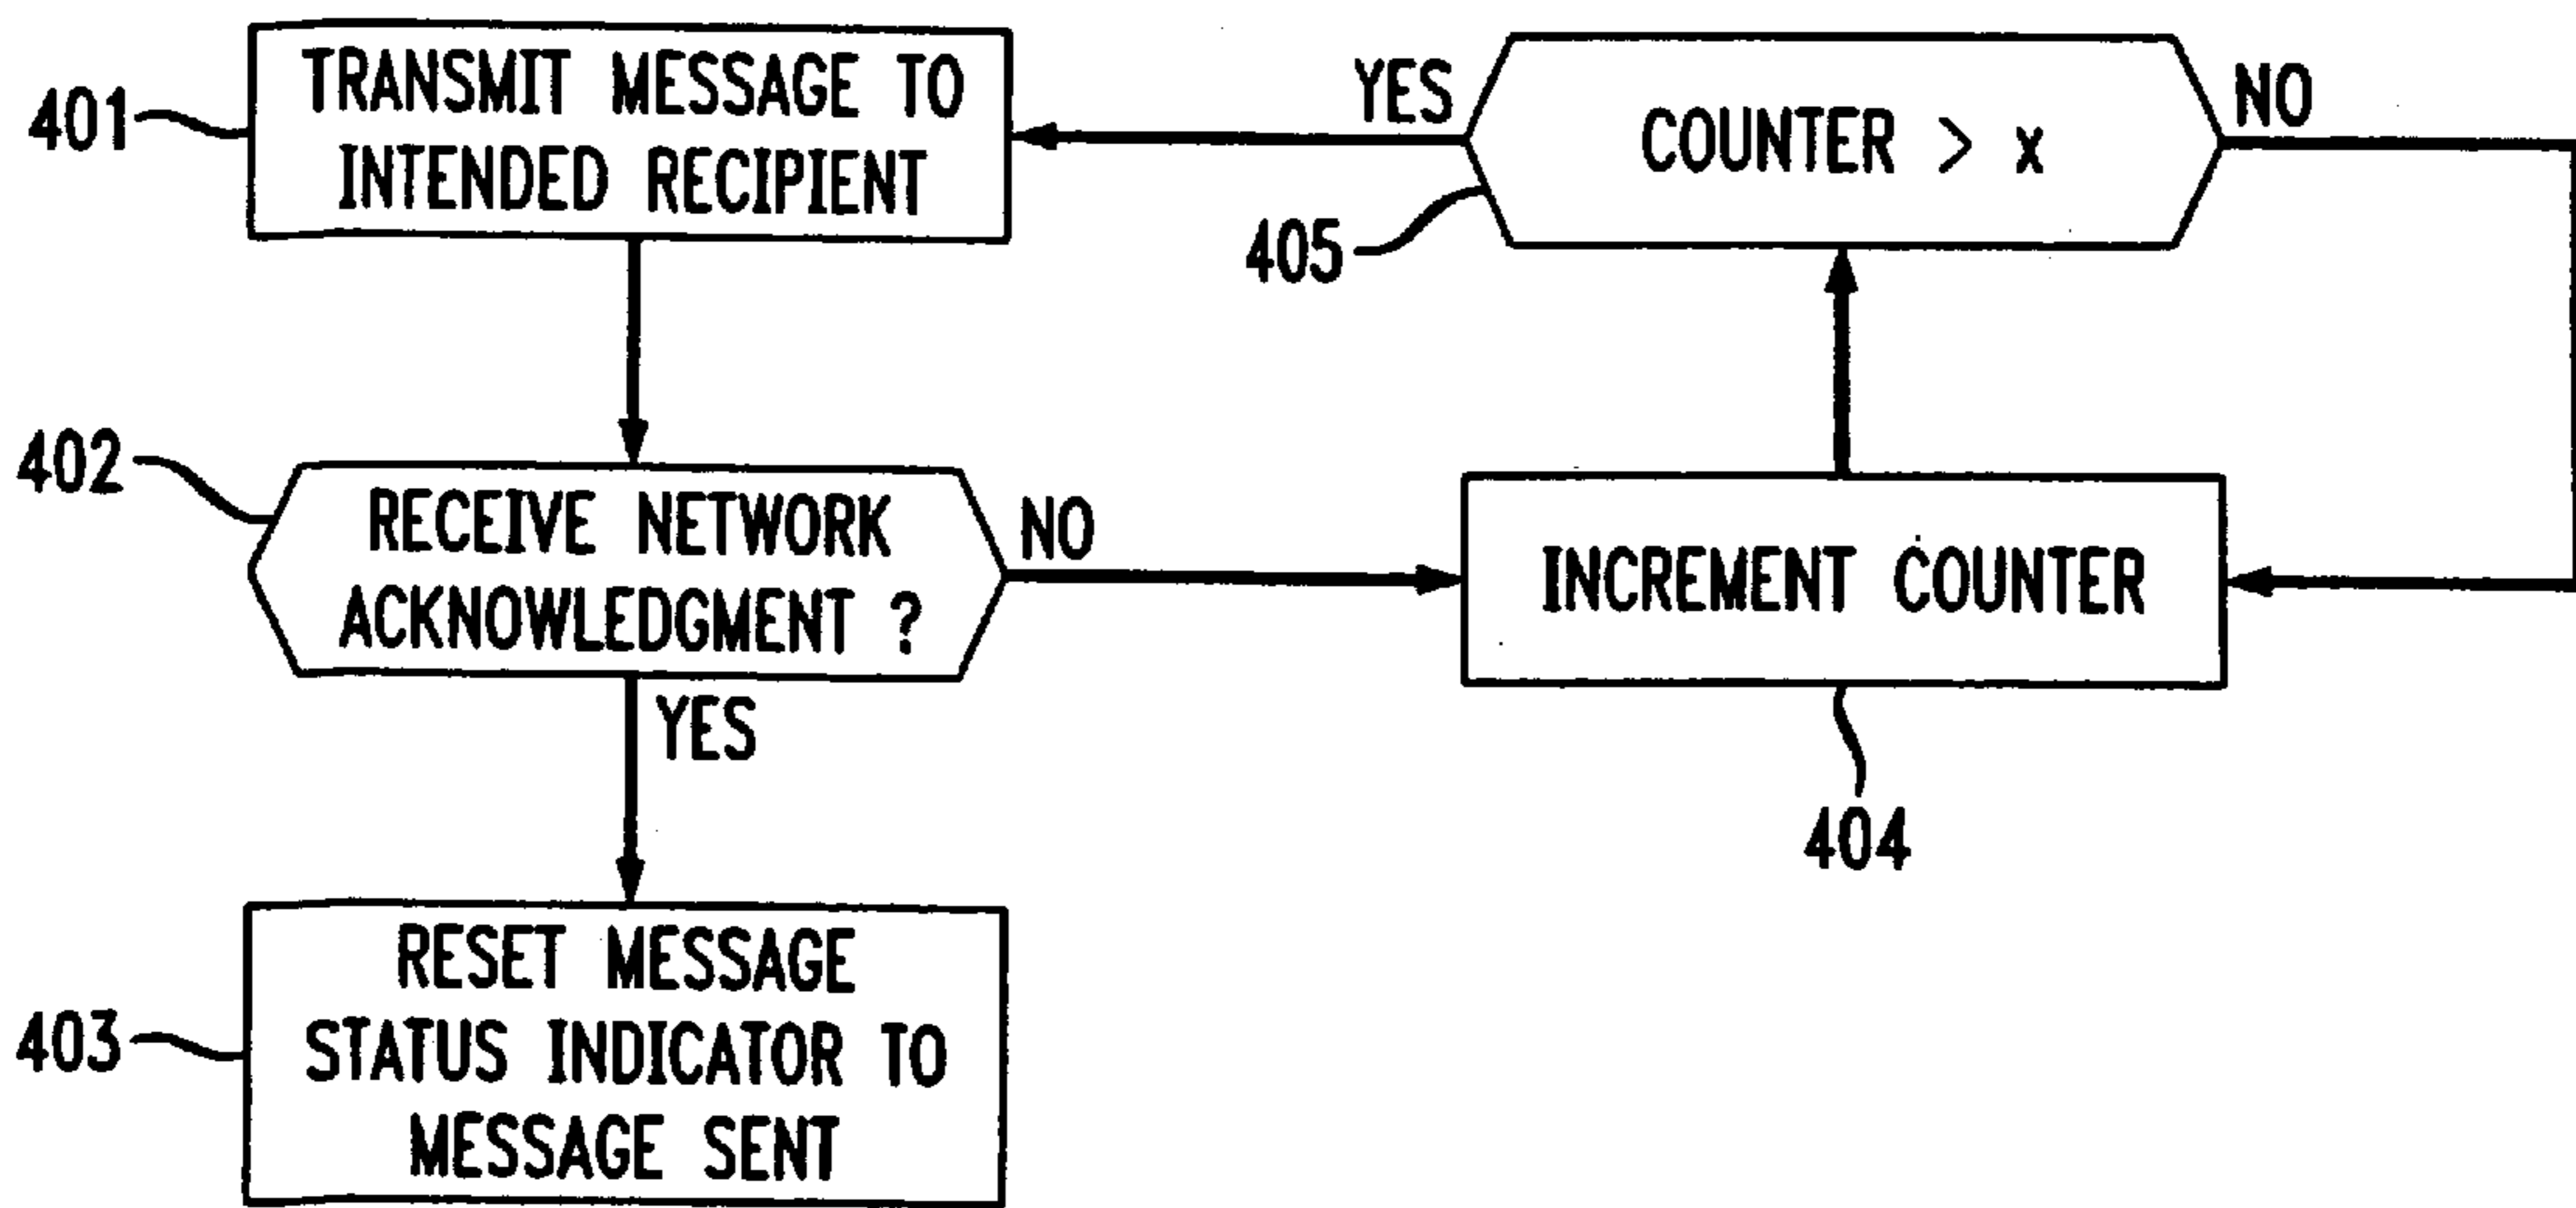 401
TRANSMIT MESSAGE TO
INTENDED RECIPIENT
YES
COUNTER > x
NO
405
402
RECEIVE NETWORK
ACKNOWLEDGMENT ?
NO
INCREMENT COUNTER
YES
404
403
RESET MESSAGE
STATUS INDICATOR TO
MESSAGE SENT